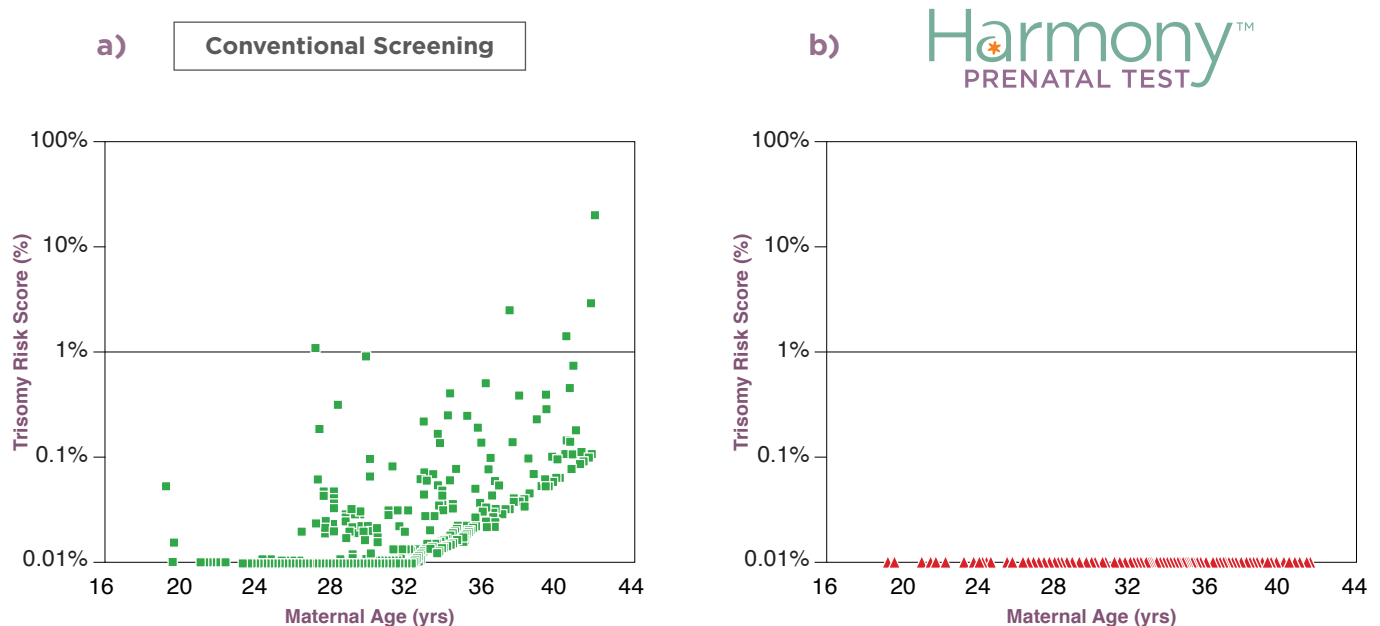 a)
Conventional Screening
100%
10%
1%
0.1%
0.01%
Trisomy Risk Score (%)
16 20 24 28 32 36 40 44
Maternal Age (yrs)
b)
Harmony™
PRENATAL TEST
100%
10%
1%
0.1%
0.01%
Trisomy Risk Score (%)
16 20 24 28 32 36 40 44
Maternal Age (yrs)